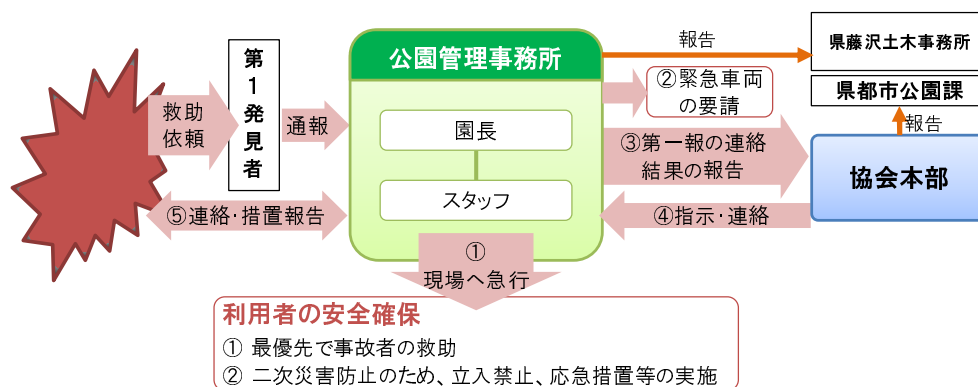 救助
依頼
第1発見者
通報
公園管理事務所
園長
スタッフ
報告
県藤沢土木事務所
②緊急車両
の要請
県都市公園課
報告
③第一報の連絡
結果の報告
協会本部
④指示・連絡
⑤連絡・措置報告
①
現場へ急行
利用者の安全確保
① 最優先で事故者の救助
② 二次災害防止のため、立入禁止、応急措置等の実施